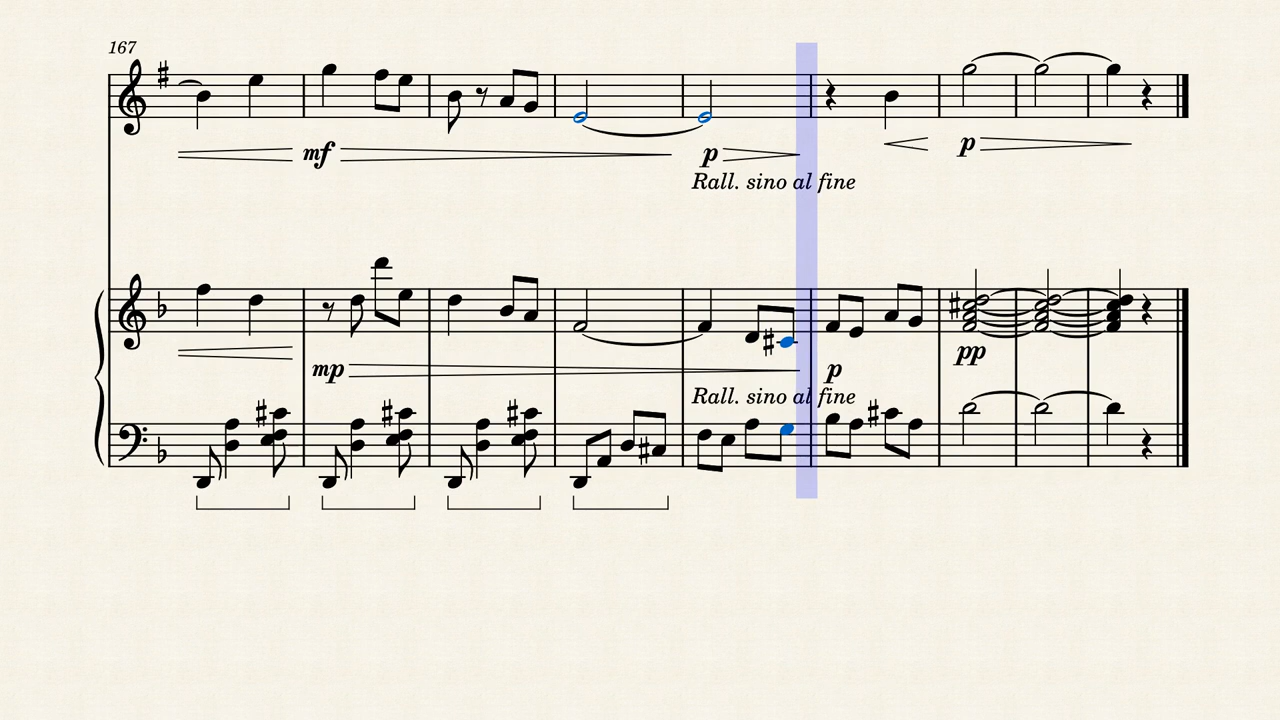 167
mf
p
p
Rall. sino al fine
mp
p
pp
Rall. sino al fine